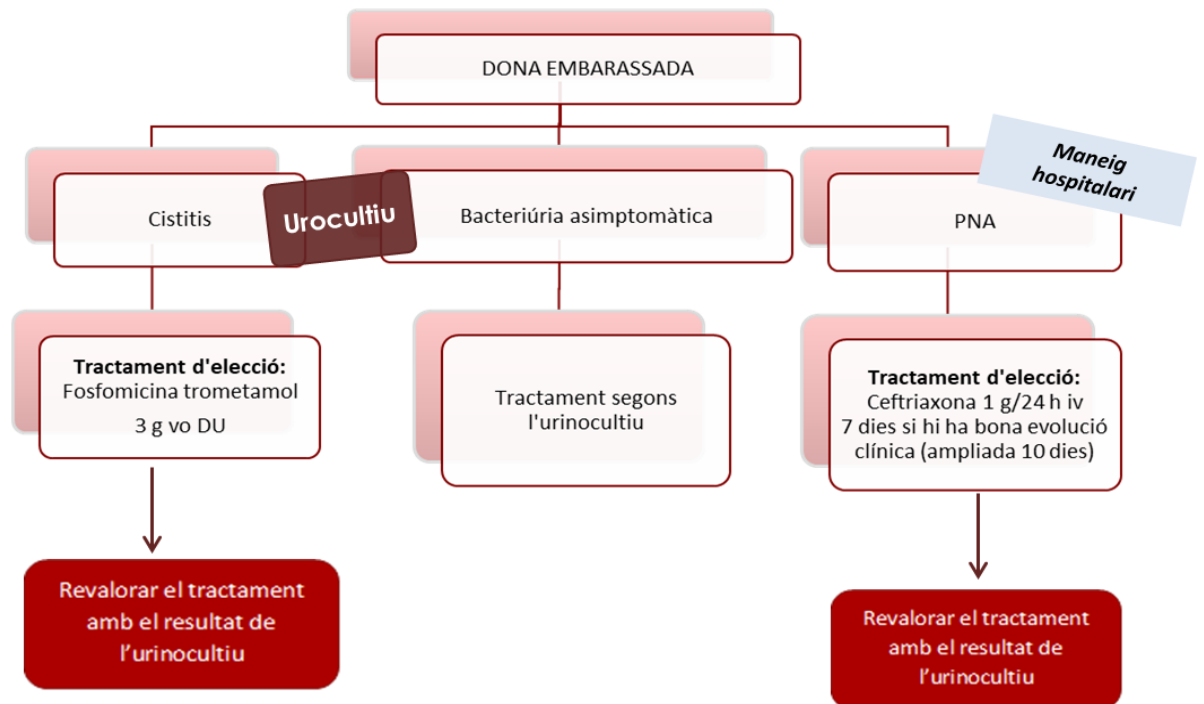 DONA EMBARASSADA
Maneig
hospitalari
Cistitis
Urocultiu
Bacteriúria asimptomàtica
PNA
Tractament d'elecció:
Fosfomicina trometamol
3 g vo DU
Tractament segons
l'urinocultiu
Tractament d'elecció:
Ceftriaxona 1 g/24 h iv
7 dies si hi ha bona evolució
clínica (ampliada 10 dies)
Revalorar el tractament
amb el resultat de
l’urinocultiu
Revalorar el tractament
amb el resultat de
l’urinocultiu